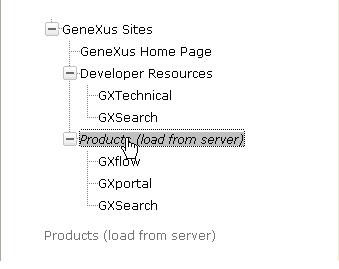 GeneXus Sites
GeneXus Home Page
Developer Resources
GXTechnical
GXSearch
Products (load from server)
GXflow
GXportal
GXSearch
Products (load from server)